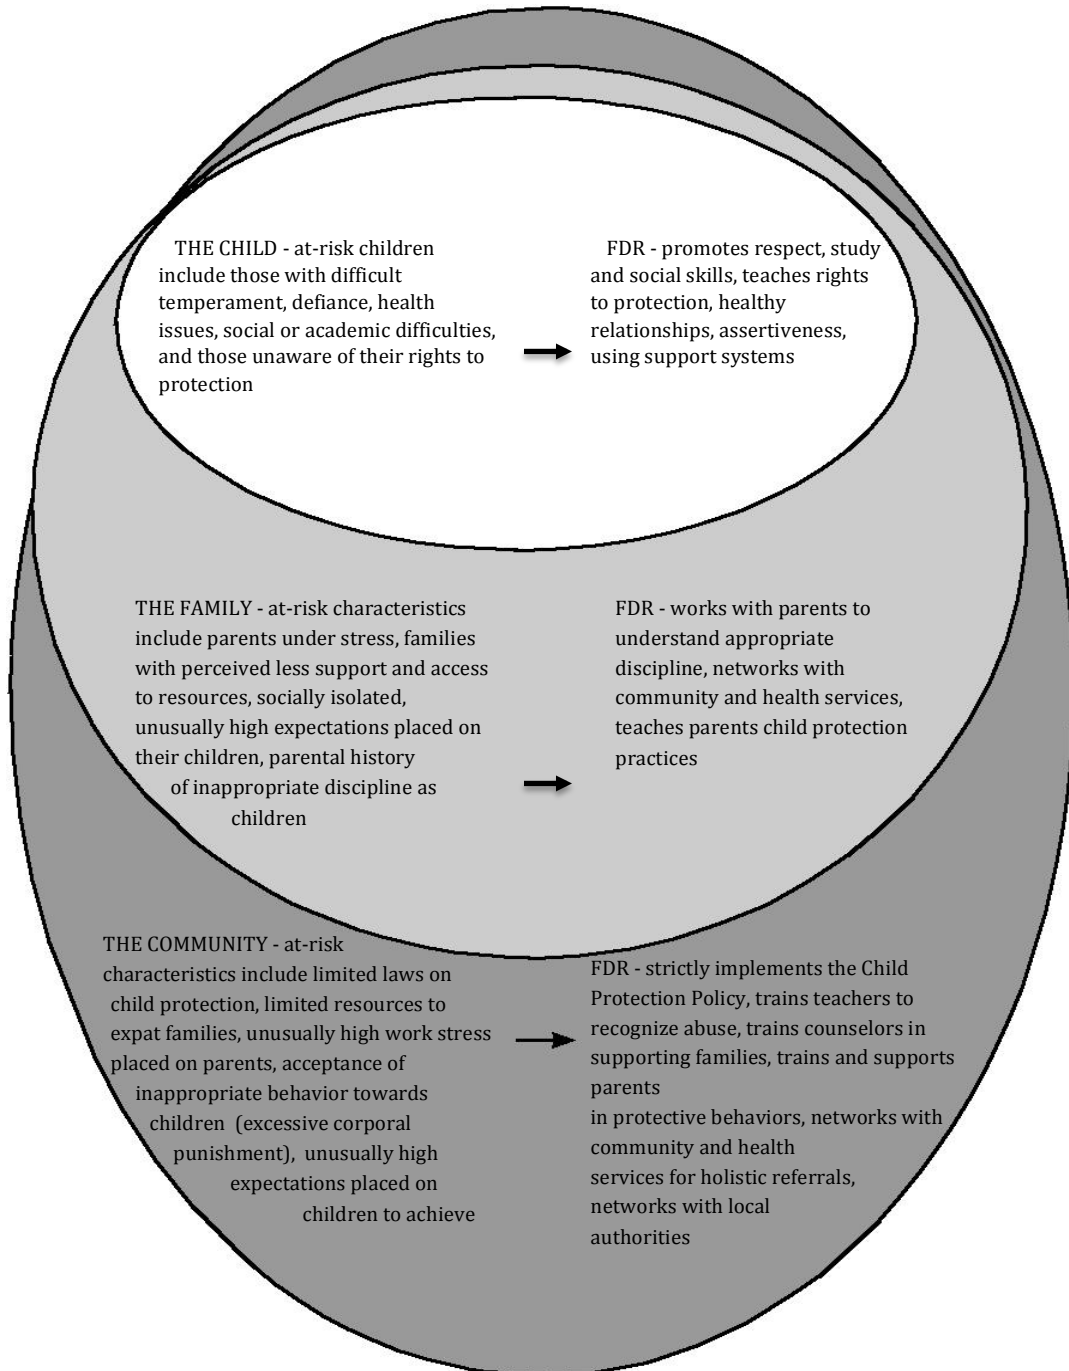 THE CHILD - at-risk children
include those with difficult
temperament, defiance, health
issues, social or academic difficulties,
and those unaware of their rights to
protection
FDR - promotes respect, study
and social skills, teaches rights
to protection, healthy
relationships, assertiveness,
using support systems
THE FAMILY - at-risk characteristics
include parents under stress, families
with perceived less support and access
to resources, socially isolated,
unusually high expectations placed on
their children, parental history
of inappropriate discipline as
children
FDR - works with parents to
understand appropriate
discipline, networks with
community and health services,
teaches parents child protection
practices
THE COMMUNITY - at-risk
characteristics include limited laws on
child protection, limited resources to
expat families, unusually high work stress
placed on parents, acceptance of
inappropriate behavior towards
children (excessive corporal
punishment), unusually high
expectations placed on
children to achieve
FDR - strictly implements the Child
Protection Policy, trains teachers to
recognize abuse, trains counselors in
supporting families, trains and supports
parents
in protective behaviors, networks with
community and health
services for holistic referrals,
networks with local
authorities